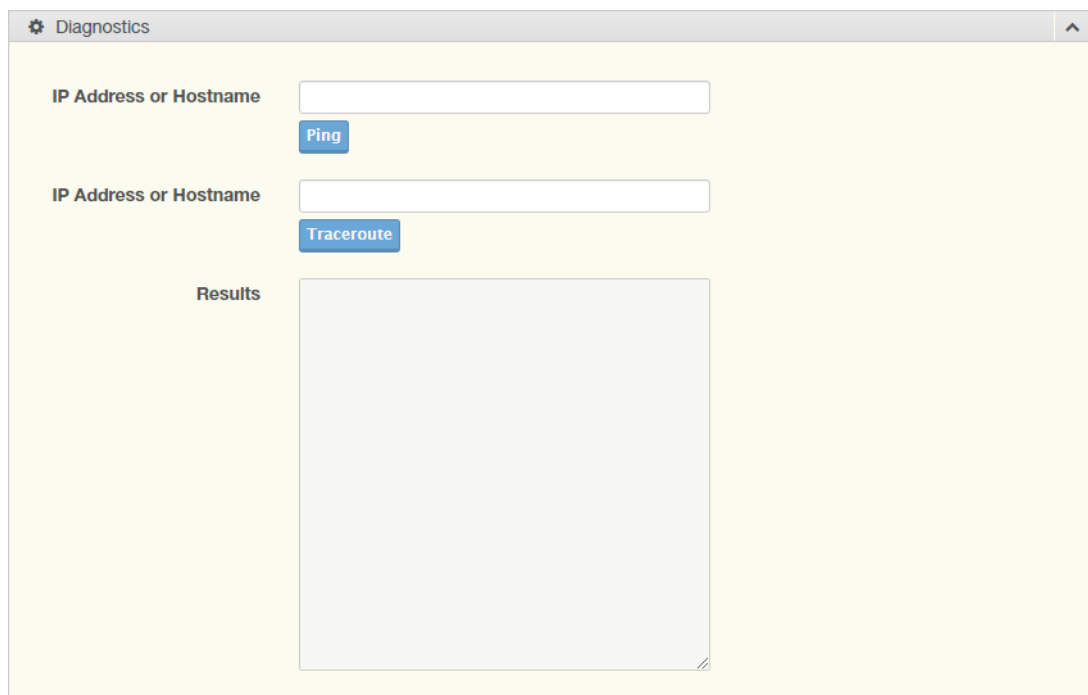 Diagnostics
IP Address or Hostname
Ping
IP Address or Hostname
Traceroute
Results